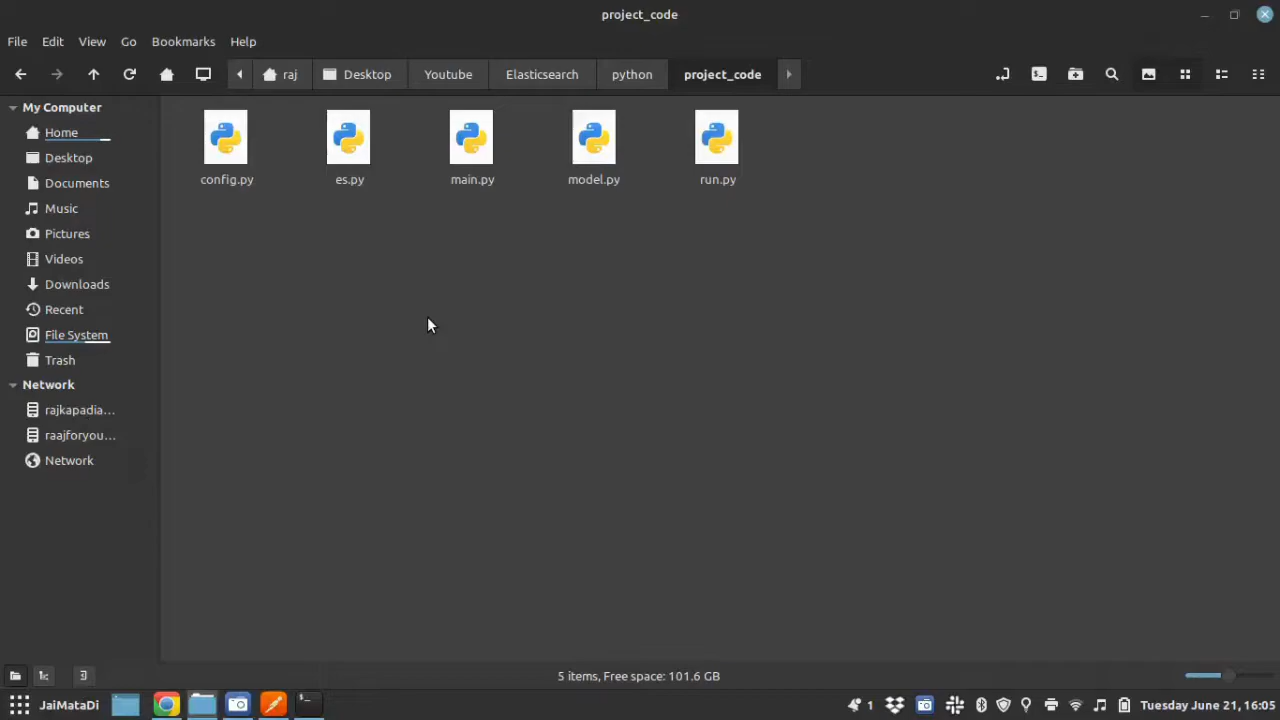 project_code
File Edit View Go Bookmarks Help
raj Desktop Youtube Elasticsearch python project_code
My Computer
Home
Desktop
Documents
Music
Pictures
Videos
Downloads
Recent
File System
Trash
Network
rajkapadia...
raajforyou...
Network
config.py es.py main.py model.py run.py
5 items, Free space: 101.6 GB
JaiMataDi 1 Tuesday June 21, 16:05